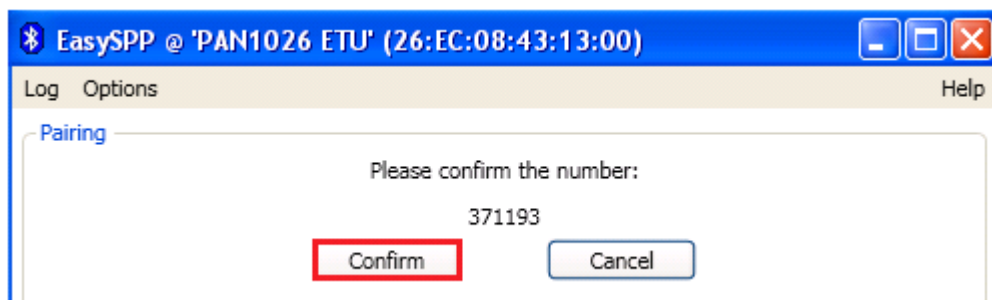 EasySPP @ 'PAN1026 ETU' (26:EC:08:43:13:00)
Log Options Help
Pairing
Please confirm the number:
371193
Confirm Cancel